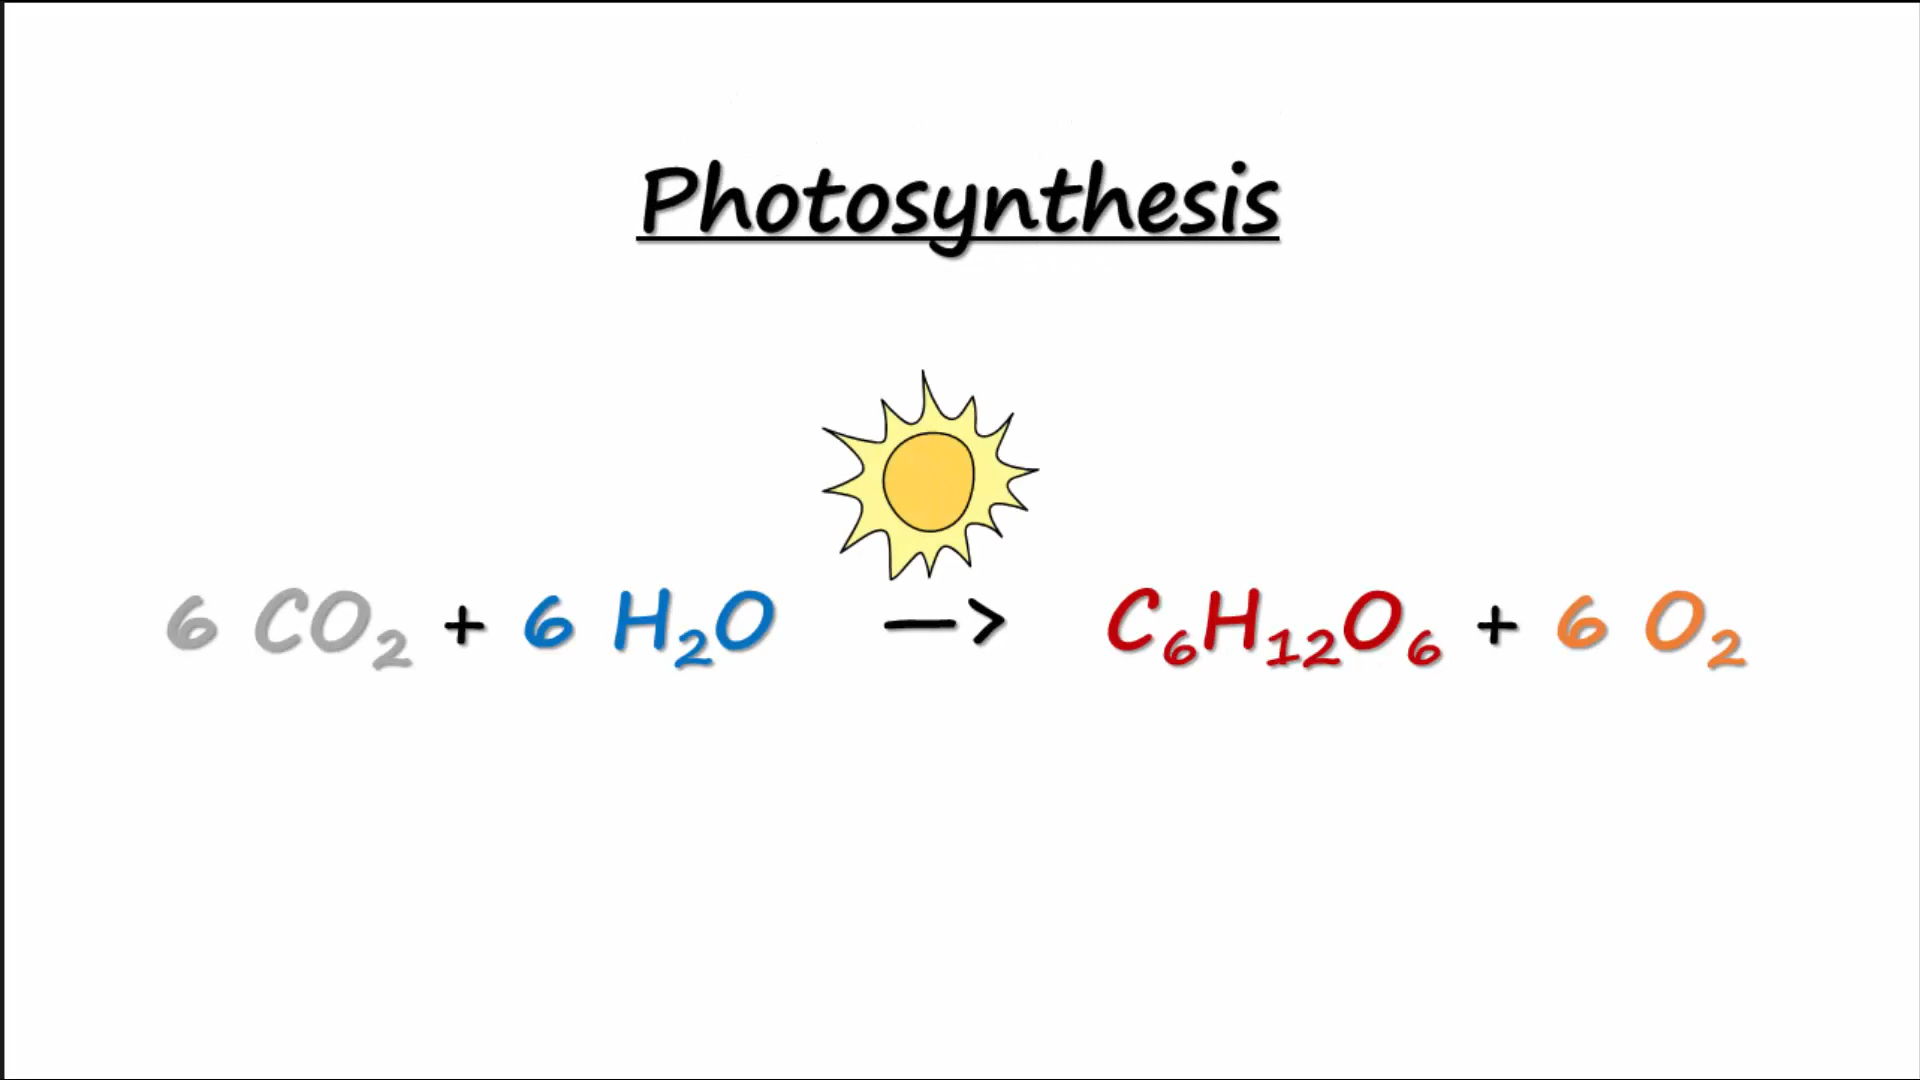 Photosynthesis
6 CO₂ + 6 H₂O —> C₆H₁₂O₆ + 6 O₂